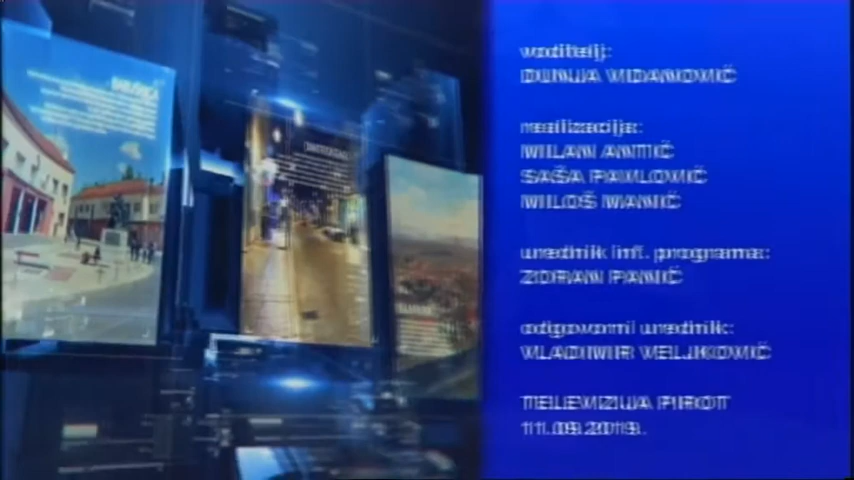 voditelj:
DUNJA VIDANOVIĆ
realizacija:
MILAN ANTIĆ
SAŠA PAVLOVIĆ
MILOŠ MANIĆ
urednik inf. programa:
ZORAN PANIĆ
odgovorni urednik:
VLADIMIR VELJKOVIĆ
TELEVIZIJA PIROT
11.09.2019.